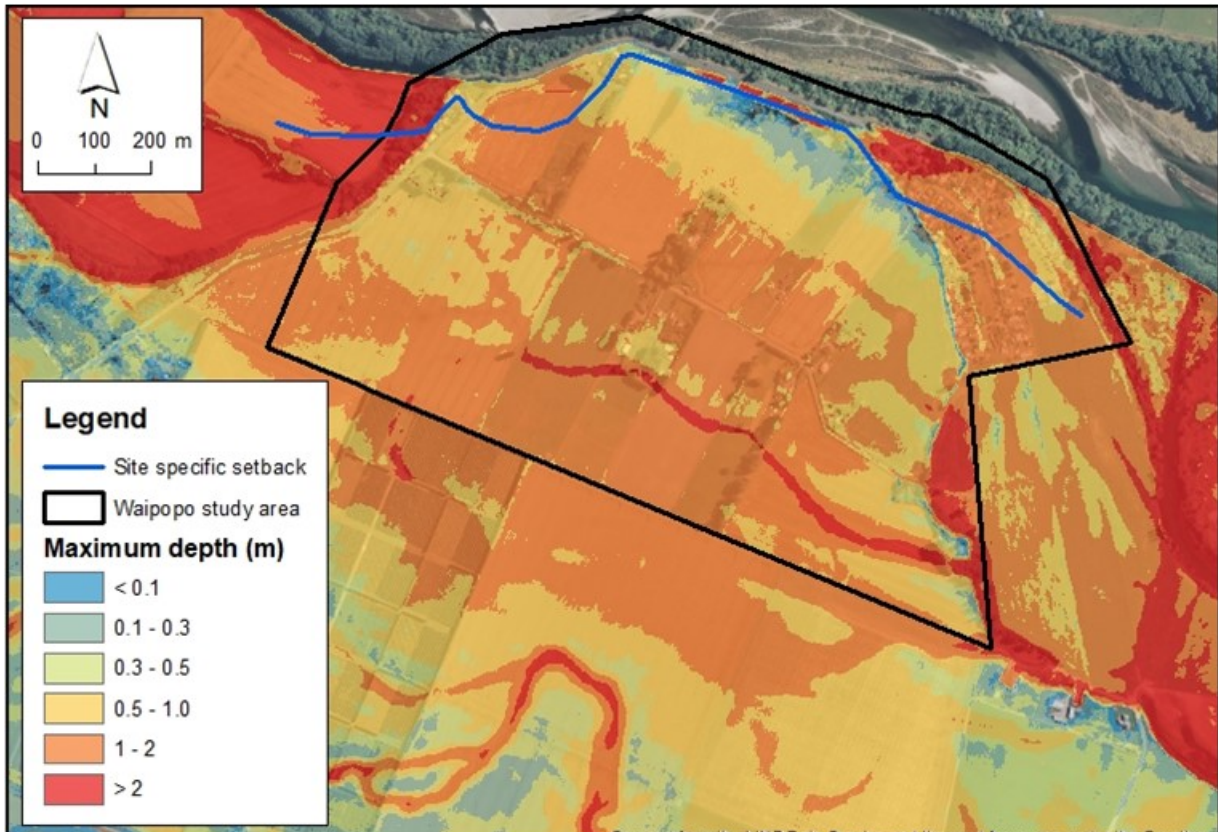 N
0 100 200 m
Legend
Site specific setback
Waipopo study area
Maximum depth (m)
< 0.1
0.1 - 0.3
0.3 - 0.5
0.5 - 1.0
1 - 2
> 2